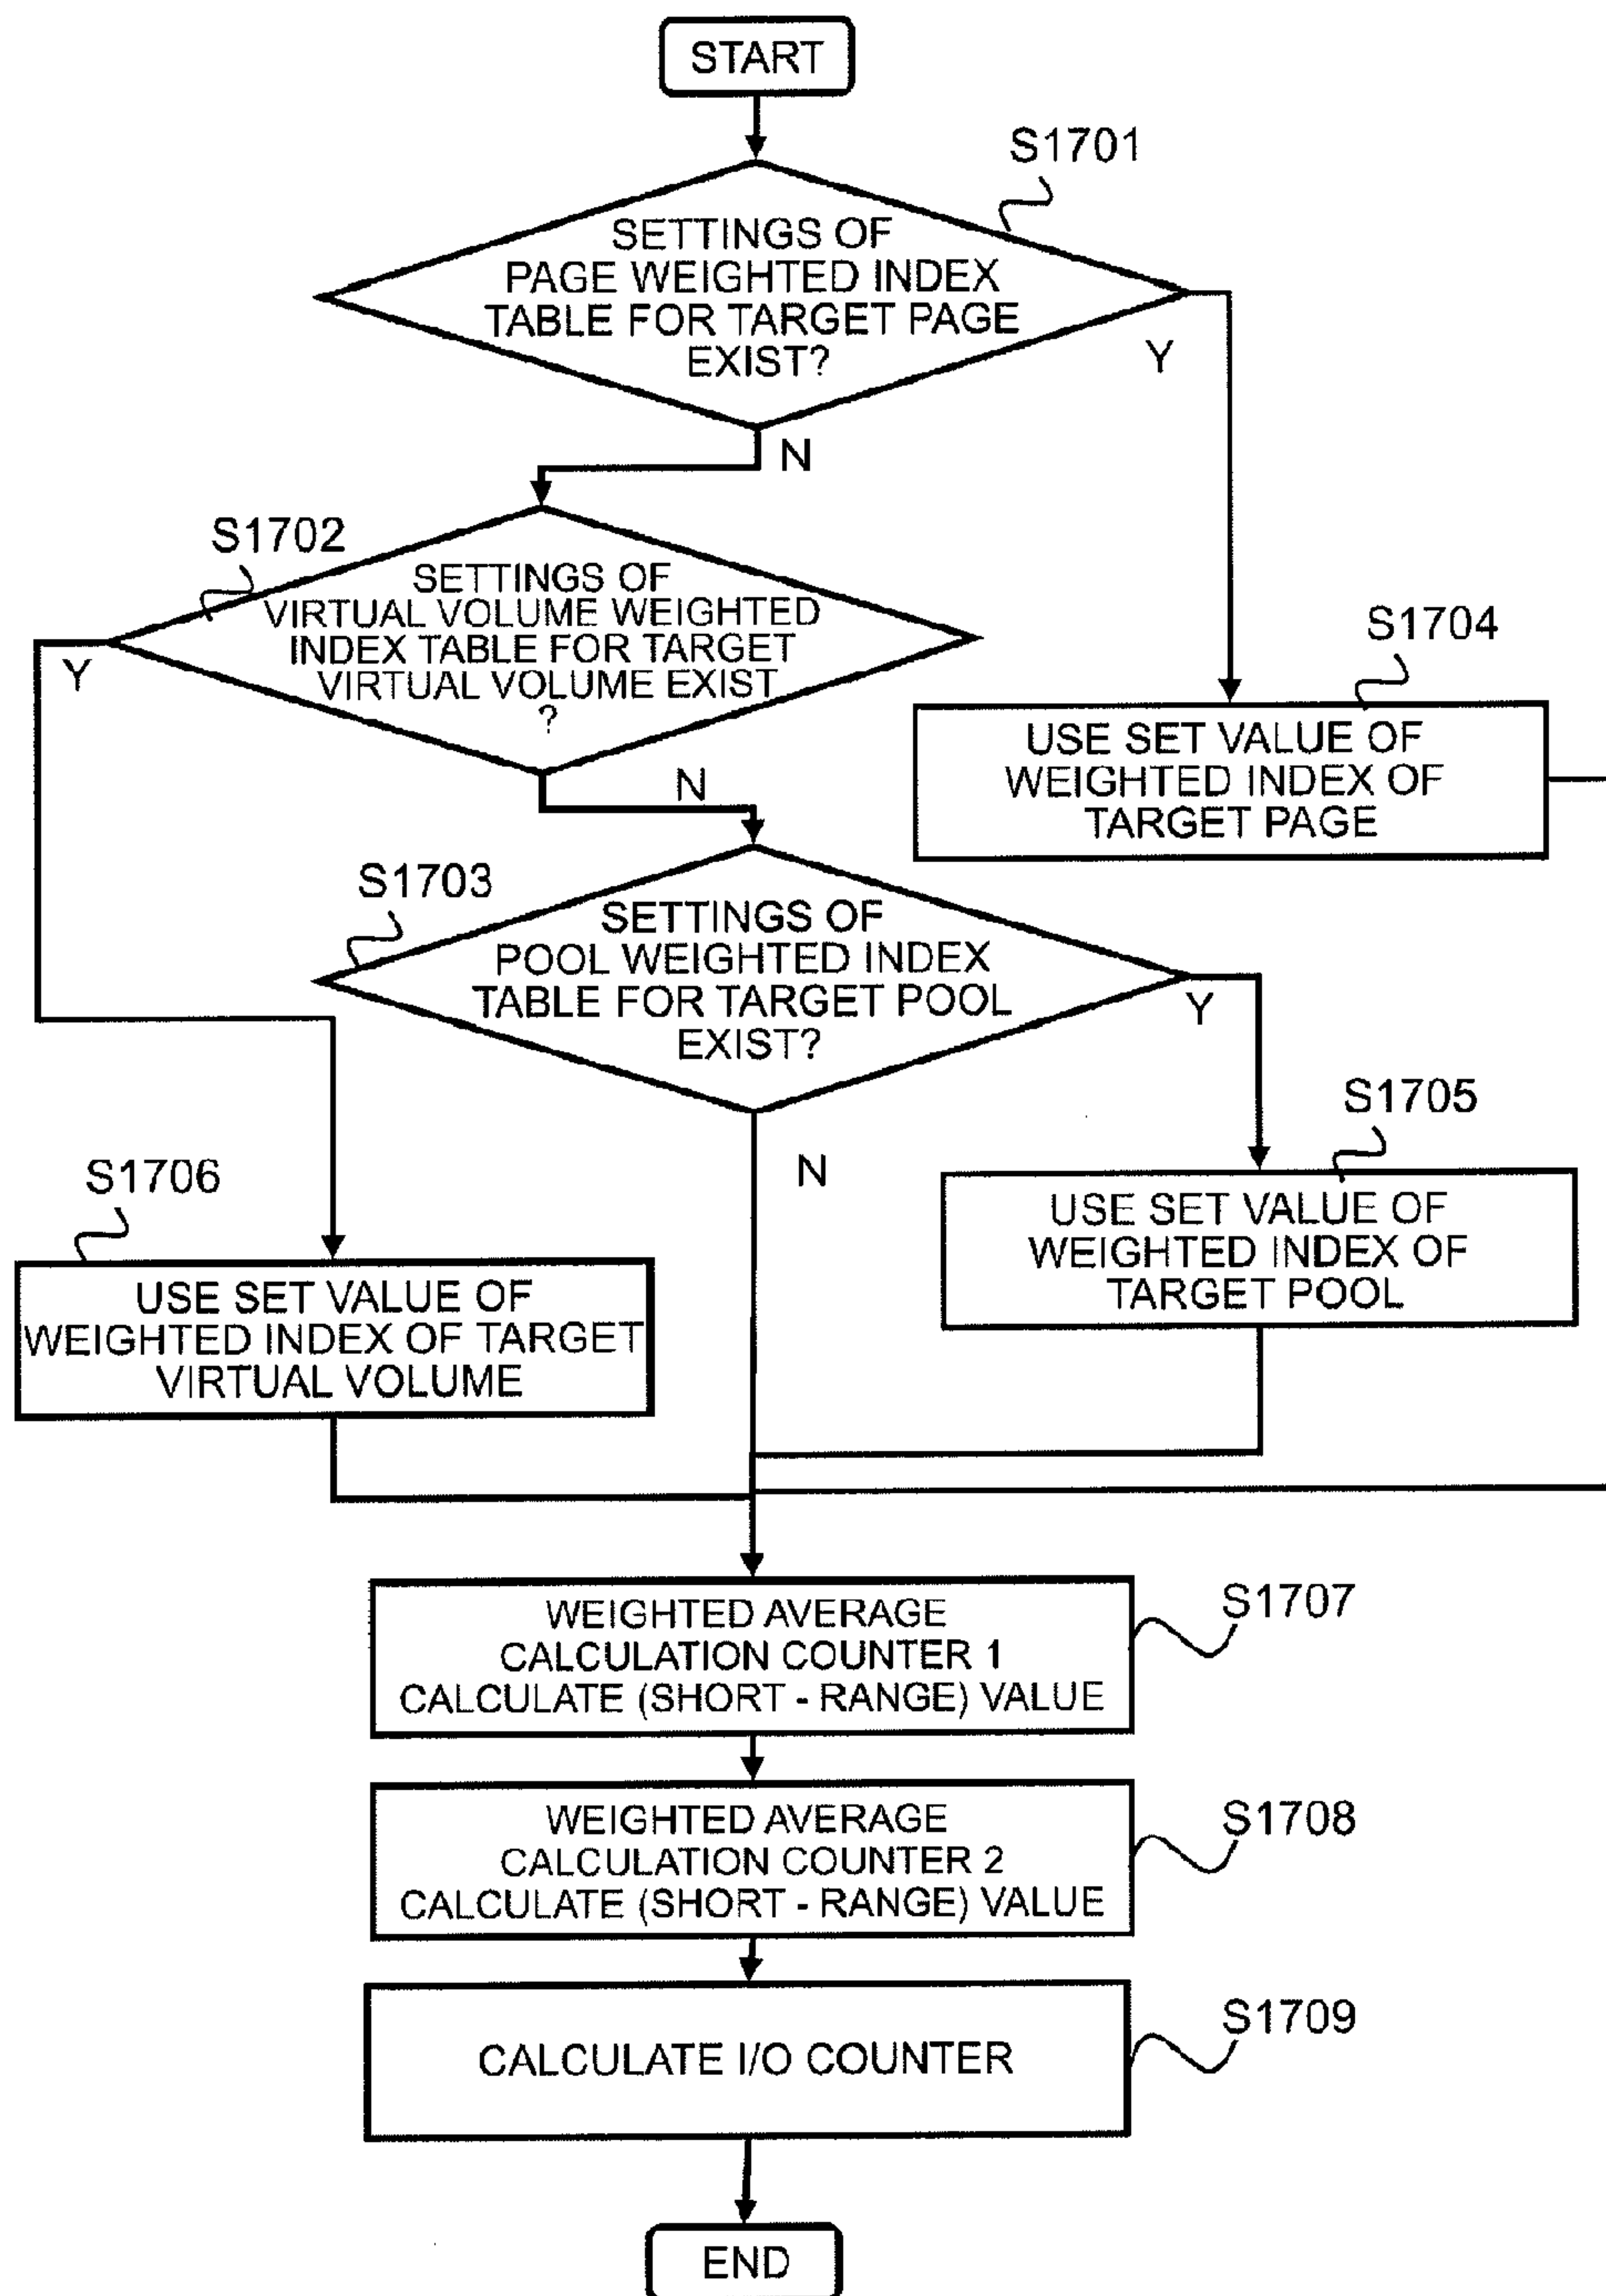 START
S1701
SETTINGS OF
PAGE WEIGHTED INDEX
TABLE FOR TARGET PAGE
EXIST?
Y
N
S1702
SETTINGS OF
VIRTUAL VOLUME WEIGHTED
INDEX TABLE FOR TARGET
VIRTUAL VOLUME EXIST
?
Y
N
S1704
USE SET VALUE OF
WEIGHTED INDEX OF
TARGET PAGE
S1703
SETTINGS OF
POOL WEIGHTED INDEX
TABLE FOR TARGET POOL
EXIST?
Y
N
S1705
USE SET VALUE OF
WEIGHTED INDEX OF
TARGET POOL
S1706
USE SET VALUE OF
WEIGHTED INDEX OF TARGET
VIRTUAL VOLUME
WEIGHTED AVERAGE
CALCULATION COUNTER 1
CALCULATE (SHORT - RANGE) VALUE
S1707
WEIGHTED AVERAGE
CALCULATION COUNTER 2
CALCULATE (SHORT - RANGE) VALUE
S1708
CALCULATE I/O COUNTER
S1709
END